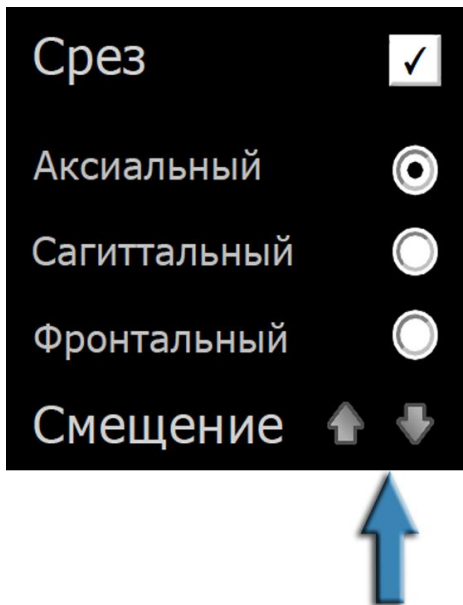 Срез
Аксиальный
Сагиттальный
Фронтальный
Смещение